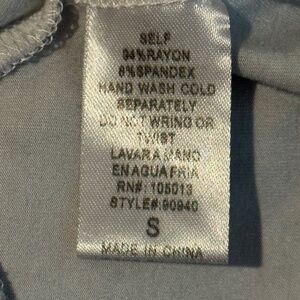 SELF
94%RAYON
6%SPANDEX
HAND WASH COLD
SEPARATELY
DO NOT WRING OR
TWIST
LAVAR A MANO
EN AGUA FRIA
RN#: 105013
STYLE#:90940
S
MADE IN CHINA